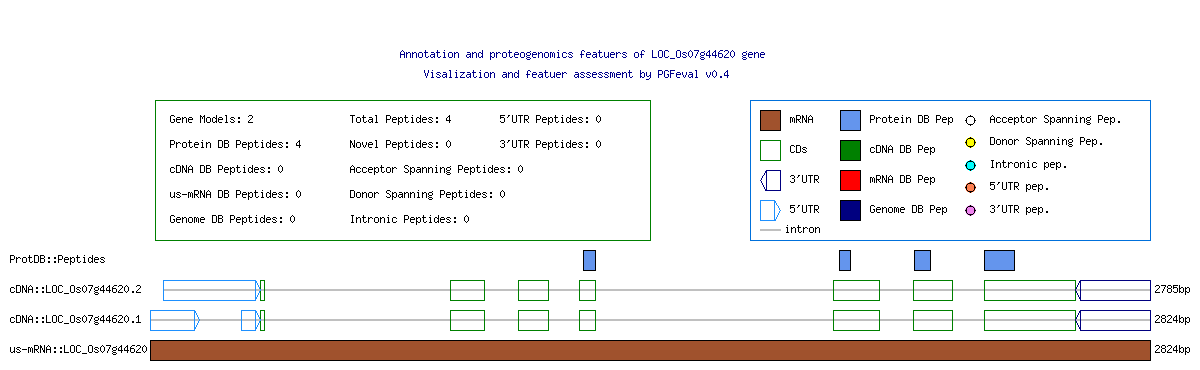 Annotation and proteogenomics featuers of LOC_Os07g44620 gene
Visalization and featuer assessment by PGFeval v0.4
Gene Models: 2 Total Peptides: 4 5'UTR Peptides: 0
Protein DB Peptides: 4 Novel Peptides: 0 3'UTR Peptides: 0
cDNA DB Peptides: 0 Acceptor Spanning Peptides: 0
us-mRNA DB Peptides: 0 Donor Spanning Peptides: 0
Genome DB Peptides: 0 Intronic Peptides: 0
mRNA Protein DB Pep Acceptor Spanning Pep.
CDs cDNA DB Pep Donor Spanning Pep.
3'UTR mRNA DB Pep Intronic pep.
5'UTR Genome DB Pep 5'UTR pep.
intron 3'UTR pep.
ProtDB::Peptides
cDNA::LOC_Os07g44620.2 2785bp
cDNA::LOC_Os07g44620.1 2824bp
us-mRNA::LOC_Os07g44620 2824bp